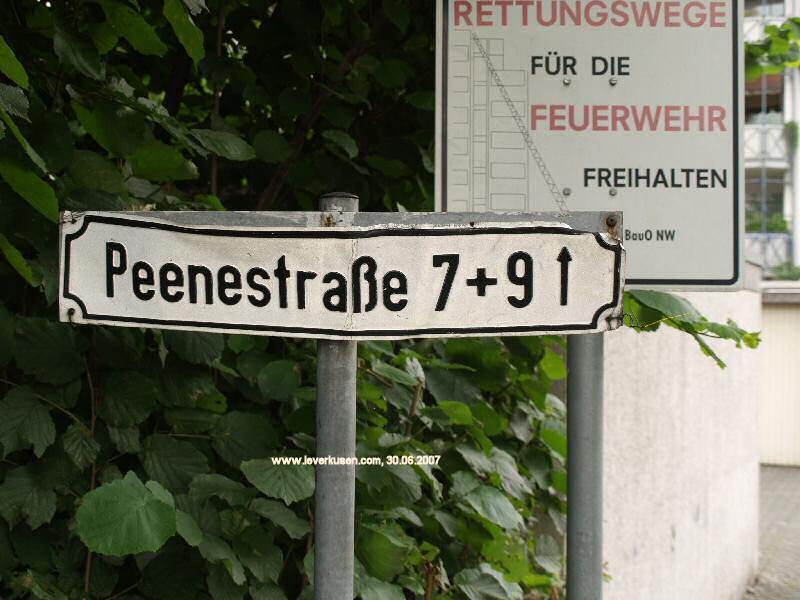 RETTUNGSWEGE
FÜR DIE
FEUERWEHR
FREIHALTEN
BauO NW
Peenestraße 7+9 ↑
www.leverkusen.com, 30.06.2007